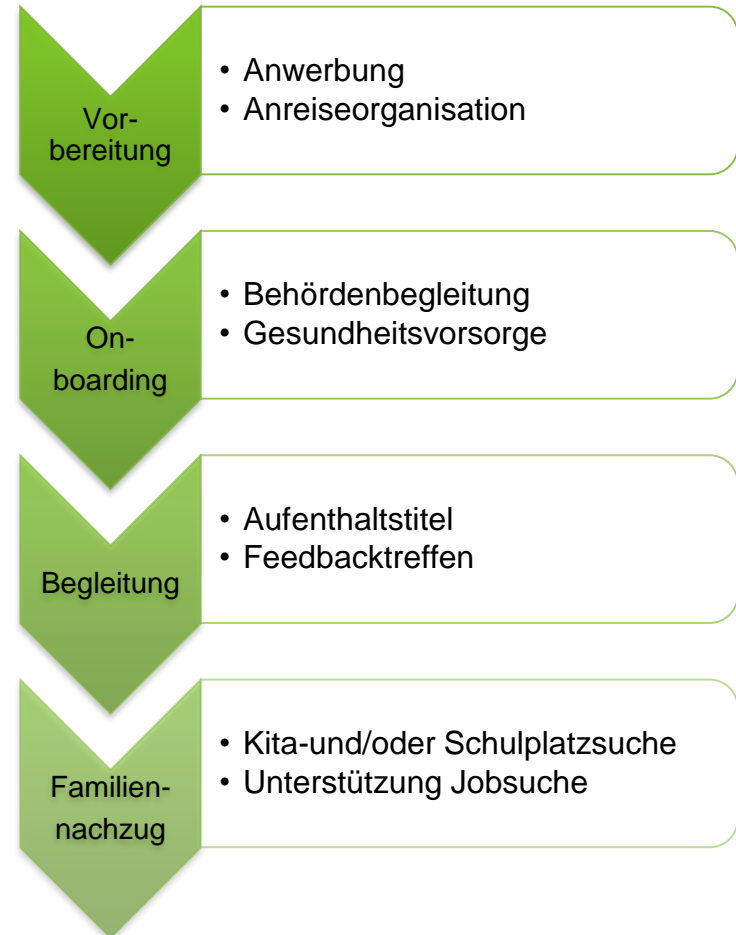 Vor-
bereitung
• Anwerbung
• Anreiseorganisation
On-
boarding
• Behördenbegleitung
• Gesundheitsvorsorge
Begleitung
• Aufenthaltstitel
• Feedbacktreffen
Familien-
nachzug
• Kita-und/oder Schulplatzsuche
• Unterstützung Jobsuche